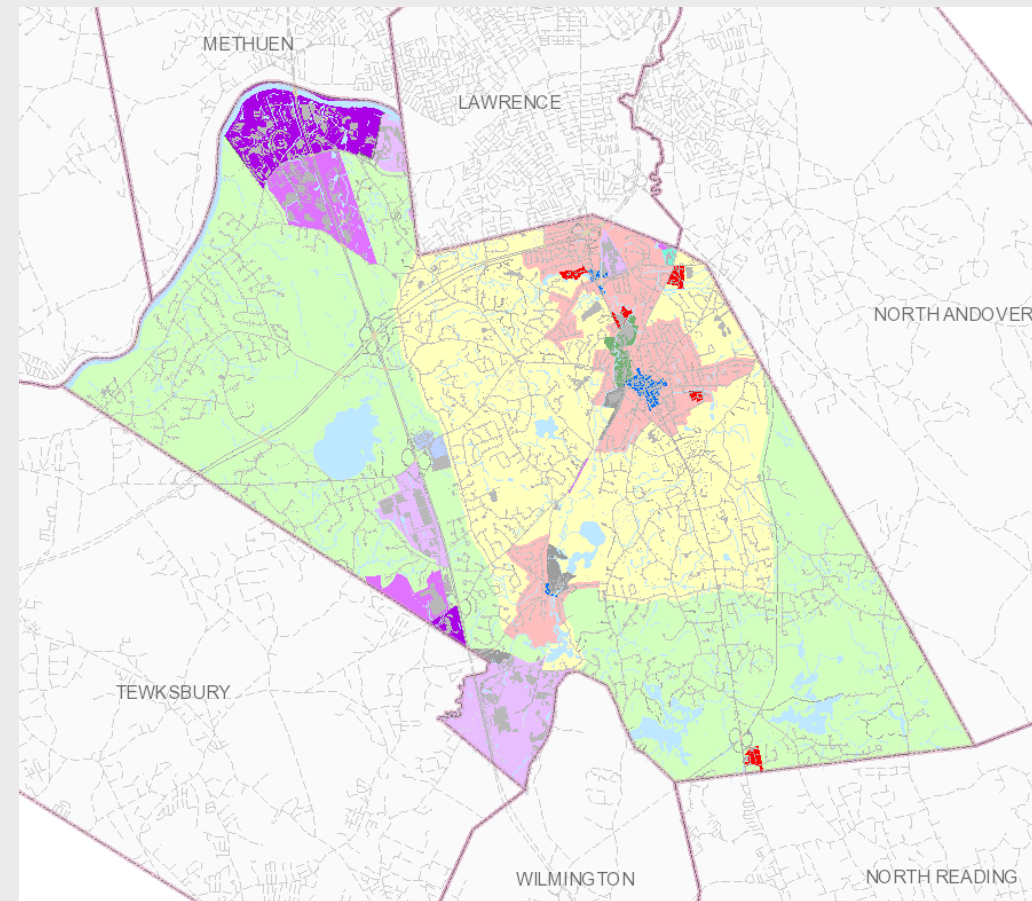 METHUEN
LAWRENCE
NORTH ANDOVER
TEWKSBURY
WILMINGTON
NORTH READING